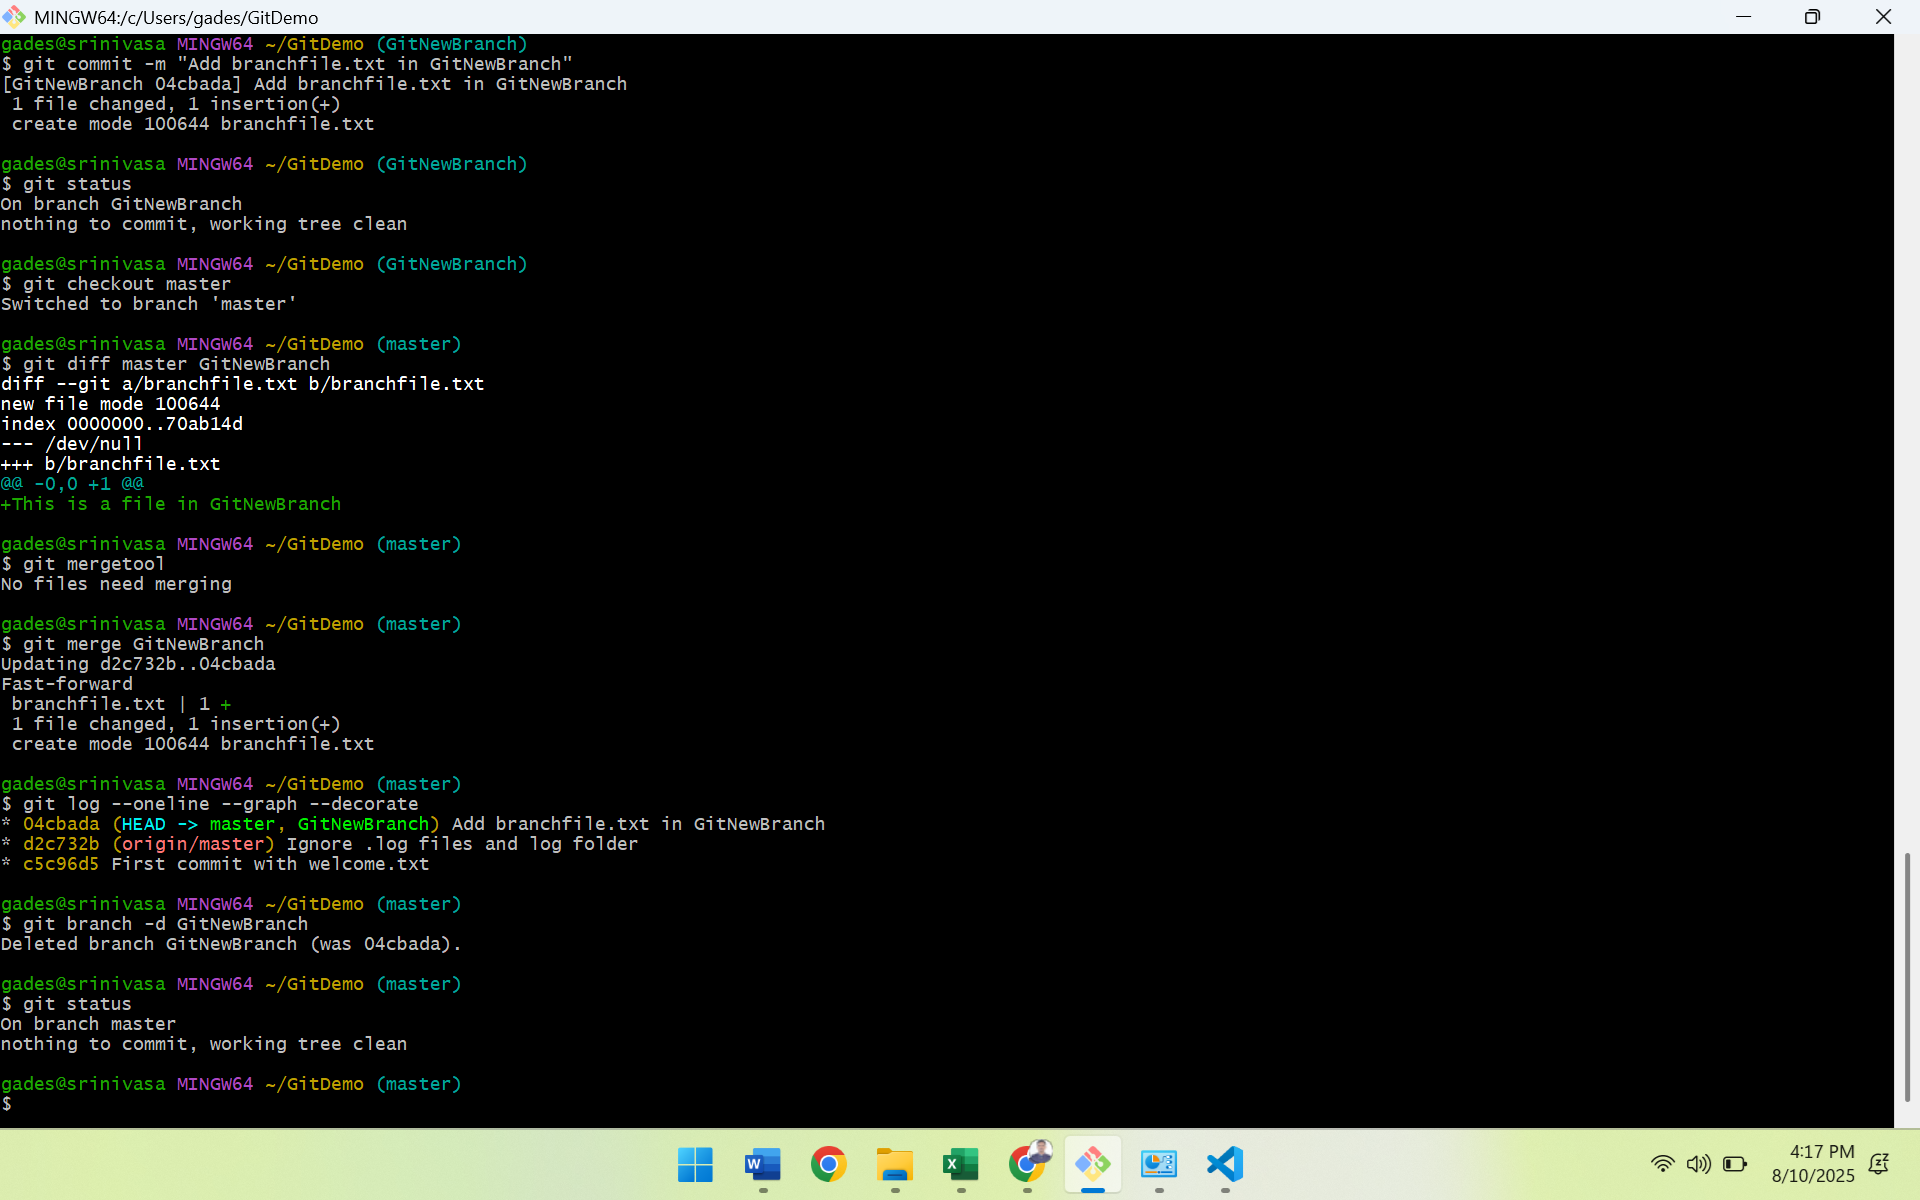 MINGW64:/c/Users/gades/GitDemo
gades@srinivasa MINGW64 ~/GitDemo (GitNewBranch)
$ git commit -m "Add branchfile.txt in GitNewBranch"
[GitNewBranch 04cbada] Add branchfile.txt in GitNewBranch
 1 file changed, 1 insertion(+)
 create mode 100644 branchfile.txt
gades@srinivasa MINGW64 ~/GitDemo (GitNewBranch)
$ git status
On branch GitNewBranch
nothing to commit, working tree clean
gades@srinivasa MINGW64 ~/GitDemo (GitNewBranch)
$ git checkout master
Switched to branch 'master'
gades@srinivasa MINGW64 ~/GitDemo (master)
$ git diff master GitNewBranch
diff --git a/branchfile.txt b/branchfile.txt
new file mode 100644
index 0000000..70ab14d
--- /dev/null
+++ b/branchfile.txt
@@ -0,0 +1 @@
+This is a file in GitNewBranch
gades@srinivasa MINGW64 ~/GitDemo (master)
$ git mergetool
No files need merging
gades@srinivasa MINGW64 ~/GitDemo (master)
$ git merge GitNewBranch
Updating d2c732b..04cbada
Fast-forward
 branchfile.txt | 1 +
 1 file changed, 1 insertion(+)
 create mode 100644 branchfile.txt
gades@srinivasa MINGW64 ~/GitDemo (master)
$ git log --oneline --graph --decorate
* 04cbada (HEAD -> master, GitNewBranch) Add branchfile.txt in GitNewBranch
* d2c732b (origin/master) Ignore .log files and log folder
* c5c96d5 First commit with welcome.txt
gades@srinivasa MINGW64 ~/GitDemo (master)
$ git branch -d GitNewBranch
Deleted branch GitNewBranch (was 04cbada).
gades@srinivasa MINGW64 ~/GitDemo (master)
$ git status
On branch master
nothing to commit, working tree clean
gades@srinivasa MINGW64 ~/GitDemo (master)
$
4:17 PM
8/10/2025